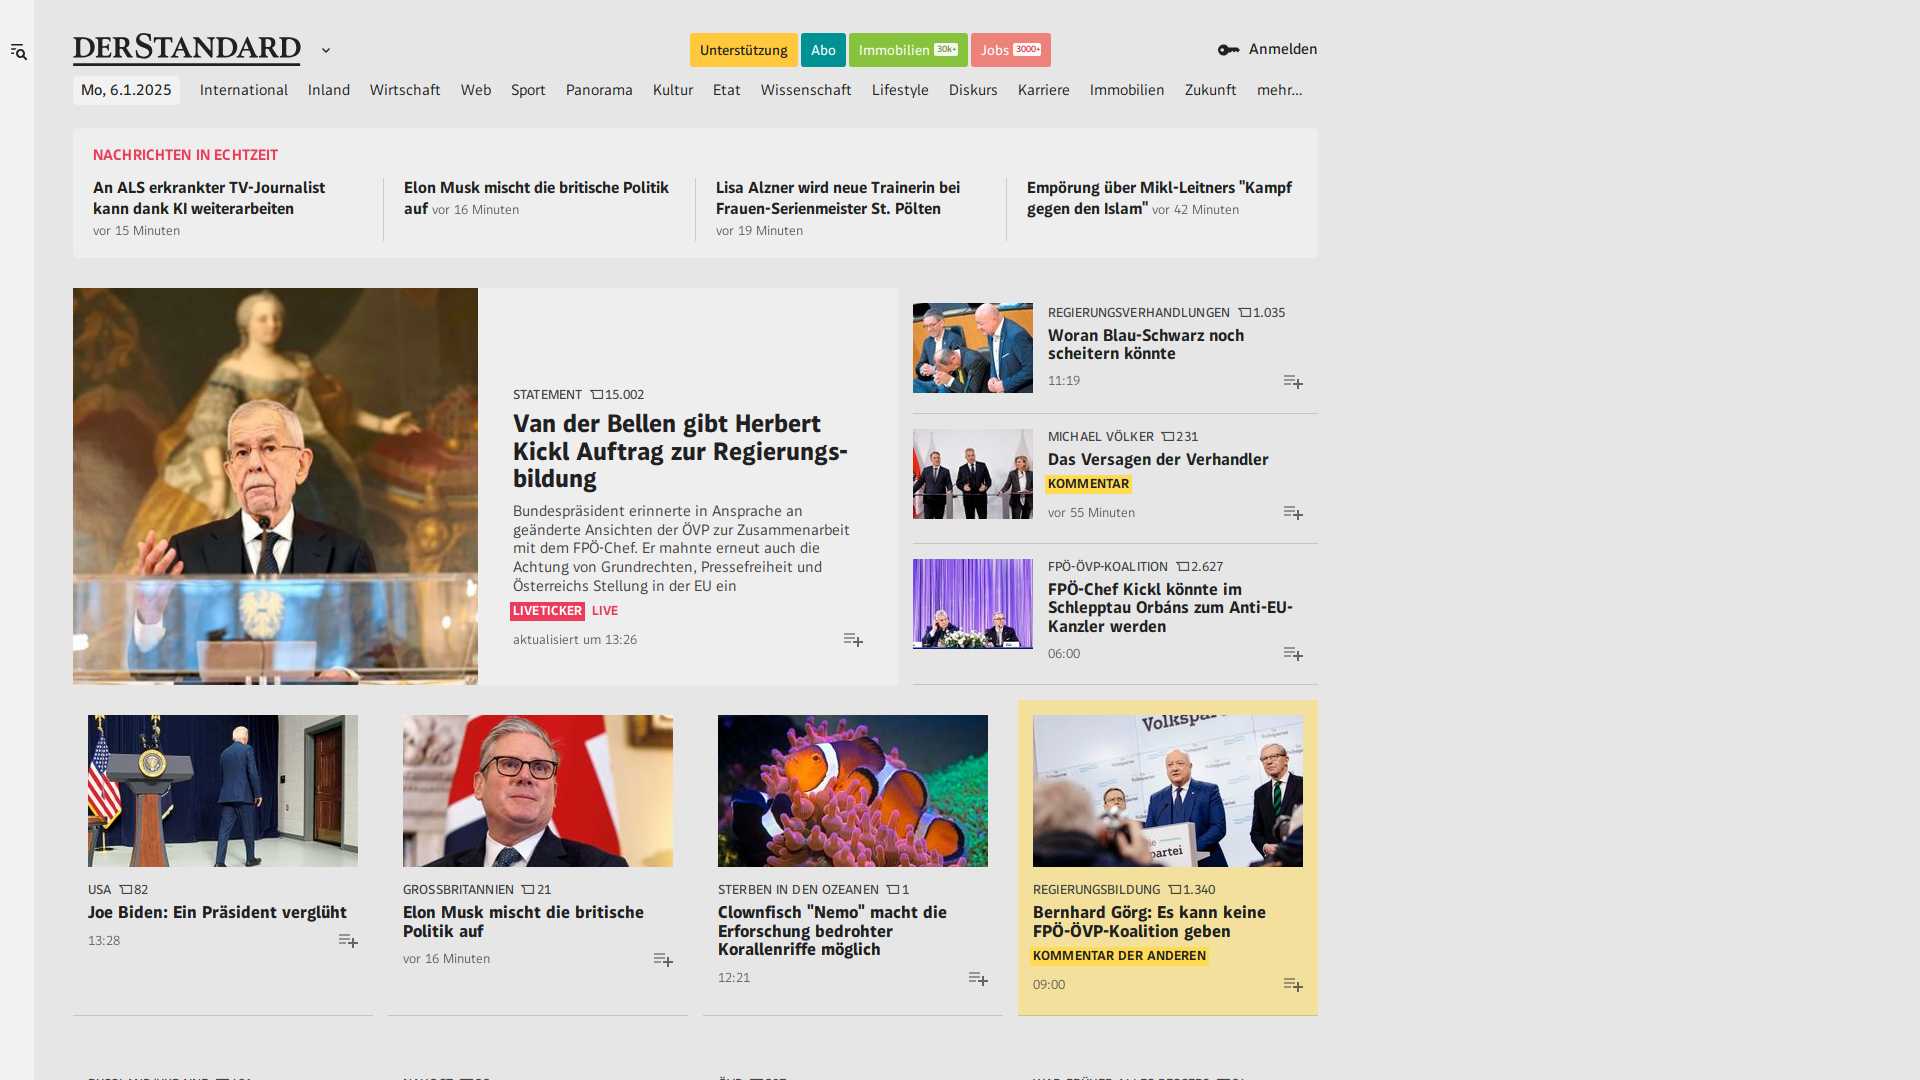 DERSTANDARD
Unterstützung
Abo
Immobilien 30k+
Jobs 3000+
Anmelden
Mo, 6.1.2025
International
Inland
Wirtschaft
Web
Sport
Panorama
Kultur
Etat
Wissenschaft
Lifestyle
Diskurs
Karriere
Immobilien
Zukunft
mehr...
NACHRICHTEN IN ECHTZEIT
An ALS erkrankter TV-Journalist
kann dank KI weiterarbeiten
vor 15 Minuten
Elon Musk mischt die britische Politik
auf vor 16 Minuten
Lisa Alzner wird neue Trainerin bei
Frauen-Serienmeister St. Pölten
vor 19 Minuten
Empörung über Mikl-Leitners "Kampf
gegen den Islam" vor 42 Minuten
STATEMENT 15.002
Van der Bellen gibt Herbert
Kickl Auftrag zur Regierungs-
bildung
Bundespräsident erinnerte in Ansprache an
geänderte Ansichten der ÖVP zur Zusammenarbeit
mit dem FPÖ-Chef. Er mahnte erneut auch die
Achtung von Grundrechten, Pressefreiheit und
Österreichs Stellung in der EU ein
LIVETICKER LIVE
aktualisiert um 13:26
REGIERUNGSVERHANDLUNGEN 1.035
Woran Blau-Schwarz noch
scheitern könnte
11:19
MICHAEL VÖLKER 231
Das Versagen der Verhandler
KOMMENTAR
vor 55 Minuten
FPÖ-ÖVP-KOALITION 2.627
FPÖ-Chef Kickl könnte im
Schlepptau Orbáns zum Anti-EU-
Kanzler werden
06:00
USA 82
Joe Biden: Ein Präsident verglüht
13:28
GROSSBRITANNIEN 21
Elon Musk mischt die britische
Politik auf
vor 16 Minuten
STERBEN IN DEN OZEANEN 1
Clownfisch "Nemo" macht die
Erforschung bedrohter
Korallenriffe möglich
12:21
Volkspartei
partei
REGIERUNGSBILDUNG 1.340
Bernhard Görg: Es kann keine
FPÖ-ÖVP-Koalition geben
KOMMENTAR DER ANDEREN
09:00